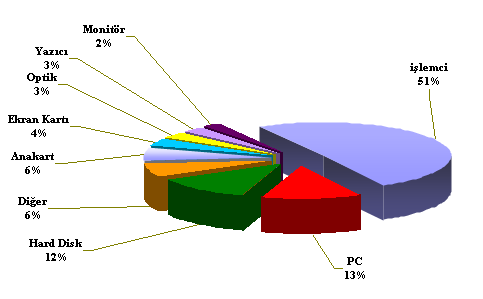 Monitör
2%
Yazıcı
3%
Optik
3%
Ekran Kartı
4%
Anakart
6%
Diğer
6%
Hard Disk
12%
PC
13%
işlemci
51%